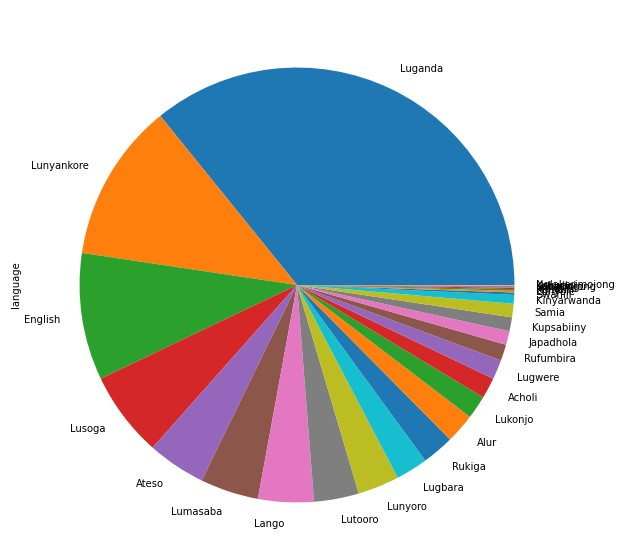 Luganda
Lunyankore
language
English
Lusoga
Ateso
Lumasaba
Lango
Lutooro
Lunyoro
Lugbara
Rukiga
Alur
Lukonjo
Acholi
Lugwere
Rufumbira
Japadhola
Kupsabiiny
Samia
Kinyarwanda
Swahili